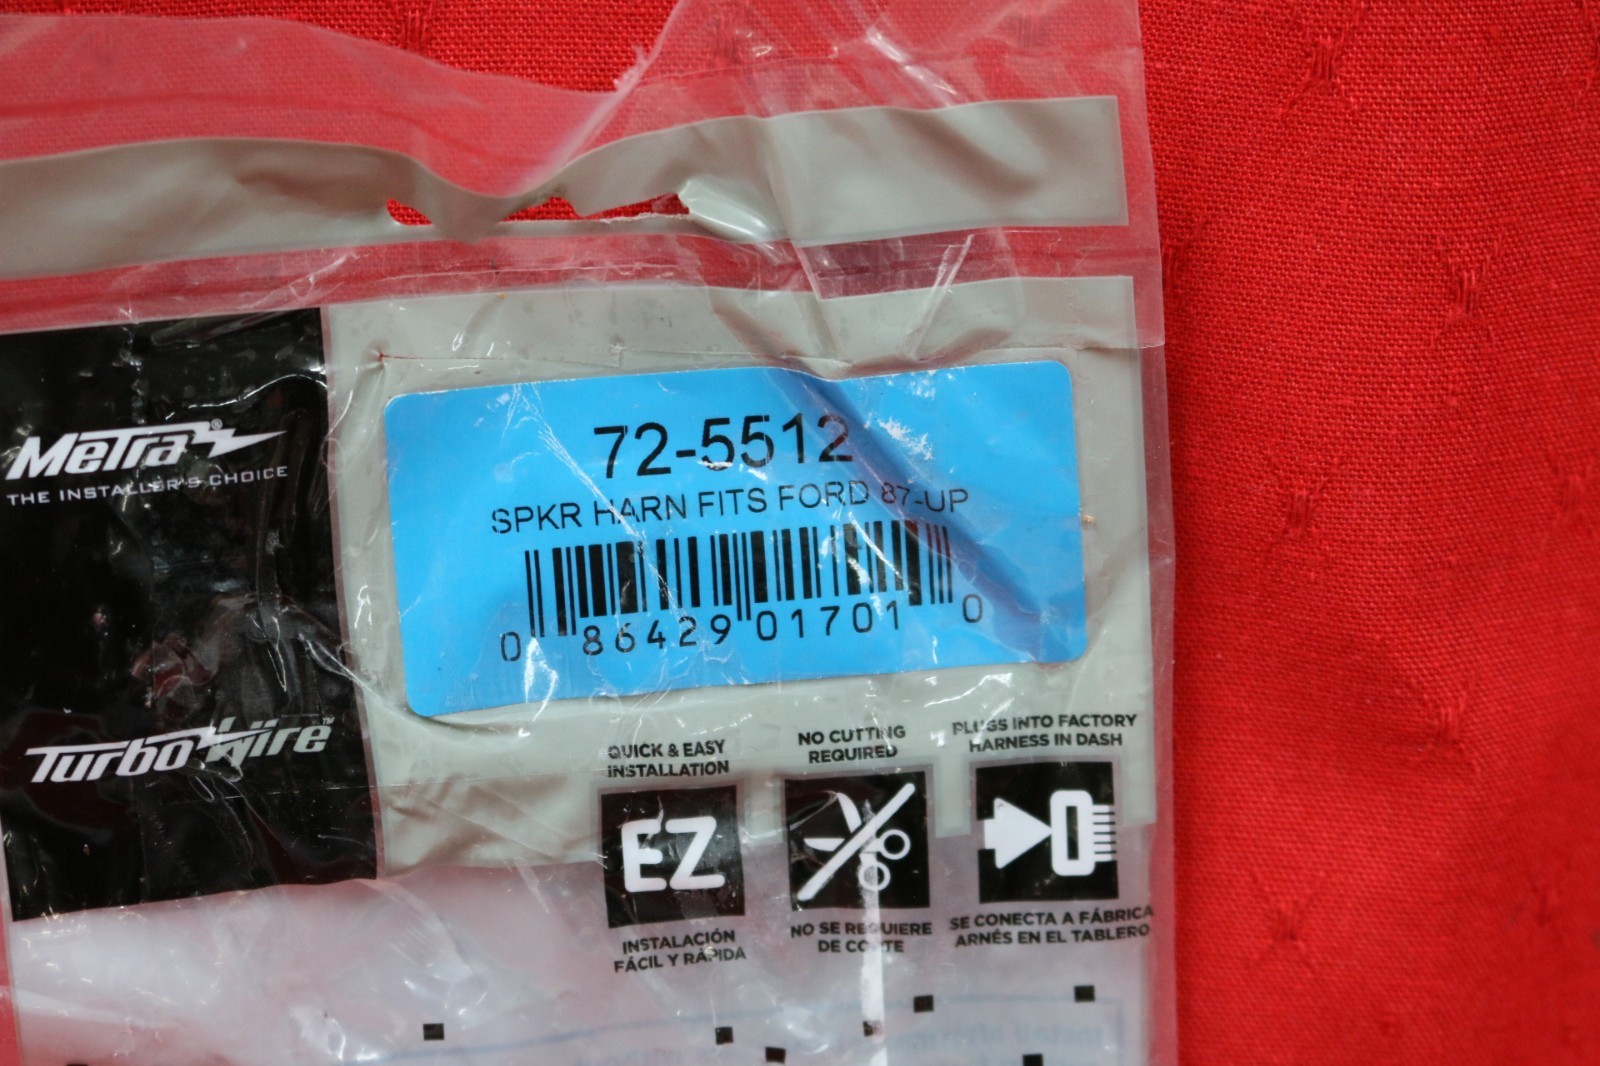 MeTra®
THE INSTALLER'S CHOICE
72-5512
SPKR HARN FITS FORD 87-UP
0 86429 01701 0
TurboWire™
QUICK & EASY
INSTALLATION
EZ
INSTALACIÓN
FÁCIL Y RÁPIDA
NO CUTTING
REQUIRED
NO SE REQUIERE
DE CORTE
PLUGS INTO FACTORY
HARNESS IN DASH
SE CONECTA A FÁBRICA
ARNÉS EN EL TABLERO